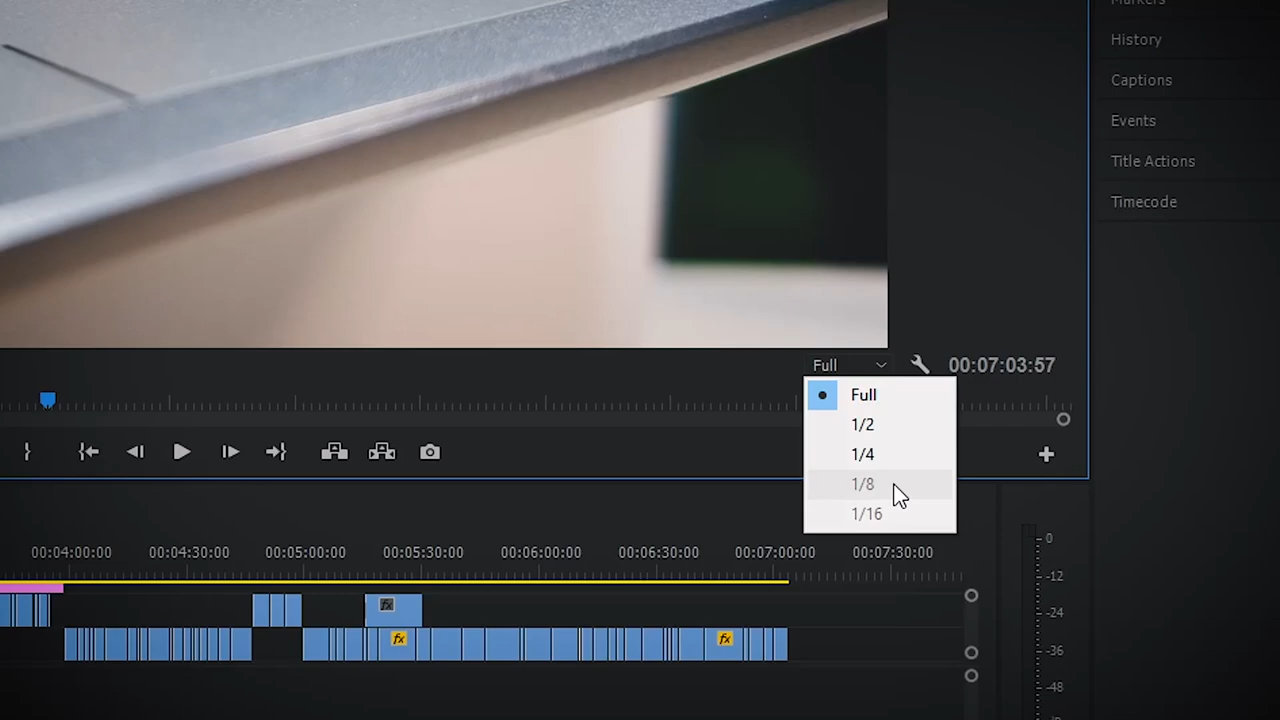 Markers
History
Captions
Events
Title Actions
Timecode
Full
00:07:03:57
Full
1/2
1/4
1/8
1/16
00:04:00:00 00:04:30:00 00:05:00:00 00:05:30:00 00:06:00:00 00:06:30:00 00:07:00:00 00:07:30:00
fx
fx fx
0
-12
-24
-36
-48